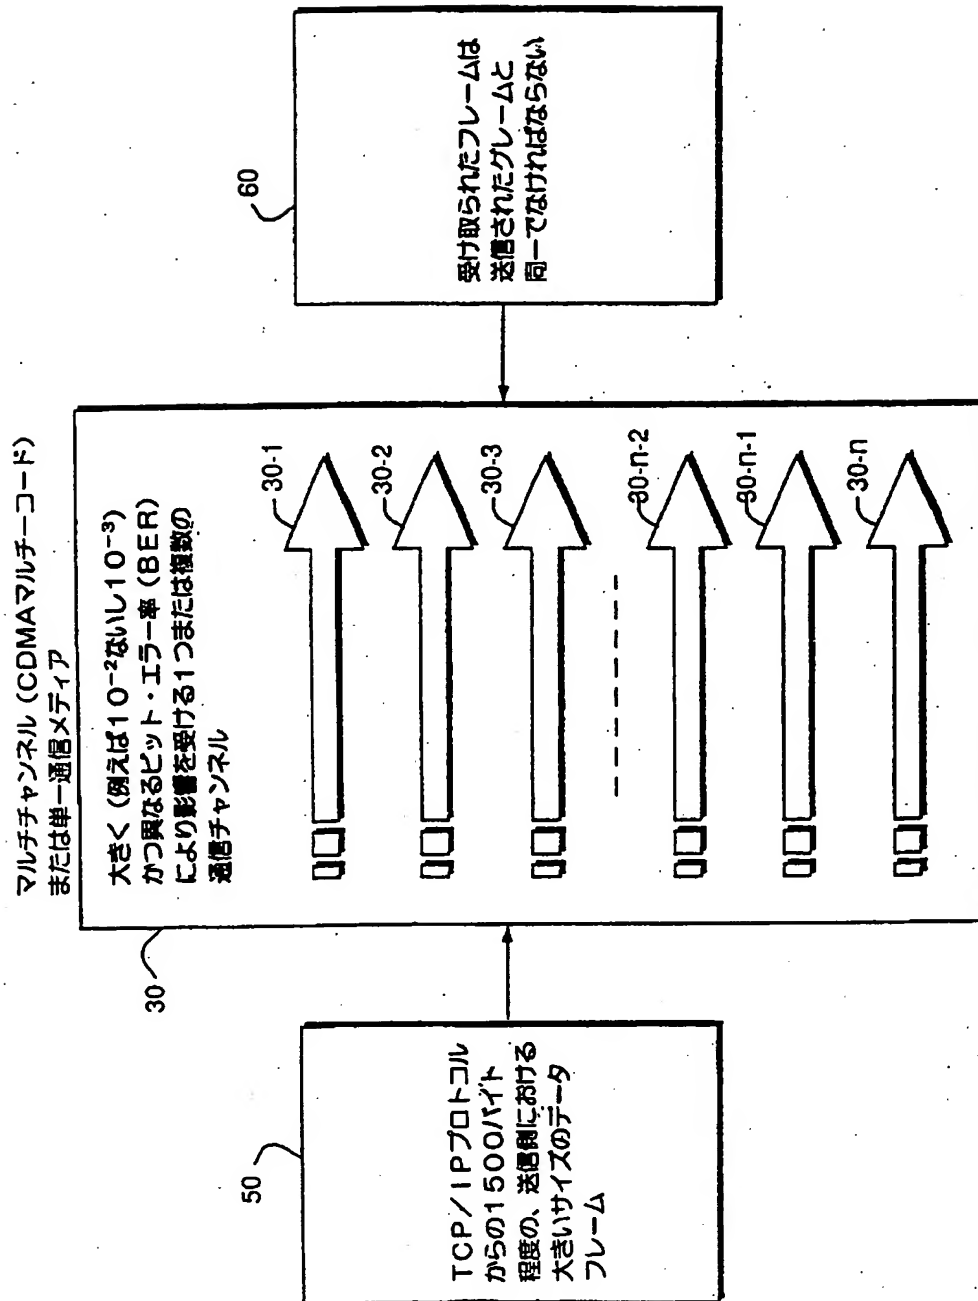 マルチチャンネル（CDMAマルチーコード）
または単一通信メディア
30
大きく（例えば10⁻²ないし10⁻³）
かつ異なるビット・エラー率（BER）
により影響を受ける1つまたは複数の
通信チャンネル
30-1
30-2
30-3
30-n-2
30-n-1
30-n
50
TCP／IPプロトコル
からの1500バイト
程度の、送信側における
大きいサイズのデータ
フレーム
60
受け取られたフレームは
送信されたグレームと
同一でなければならない